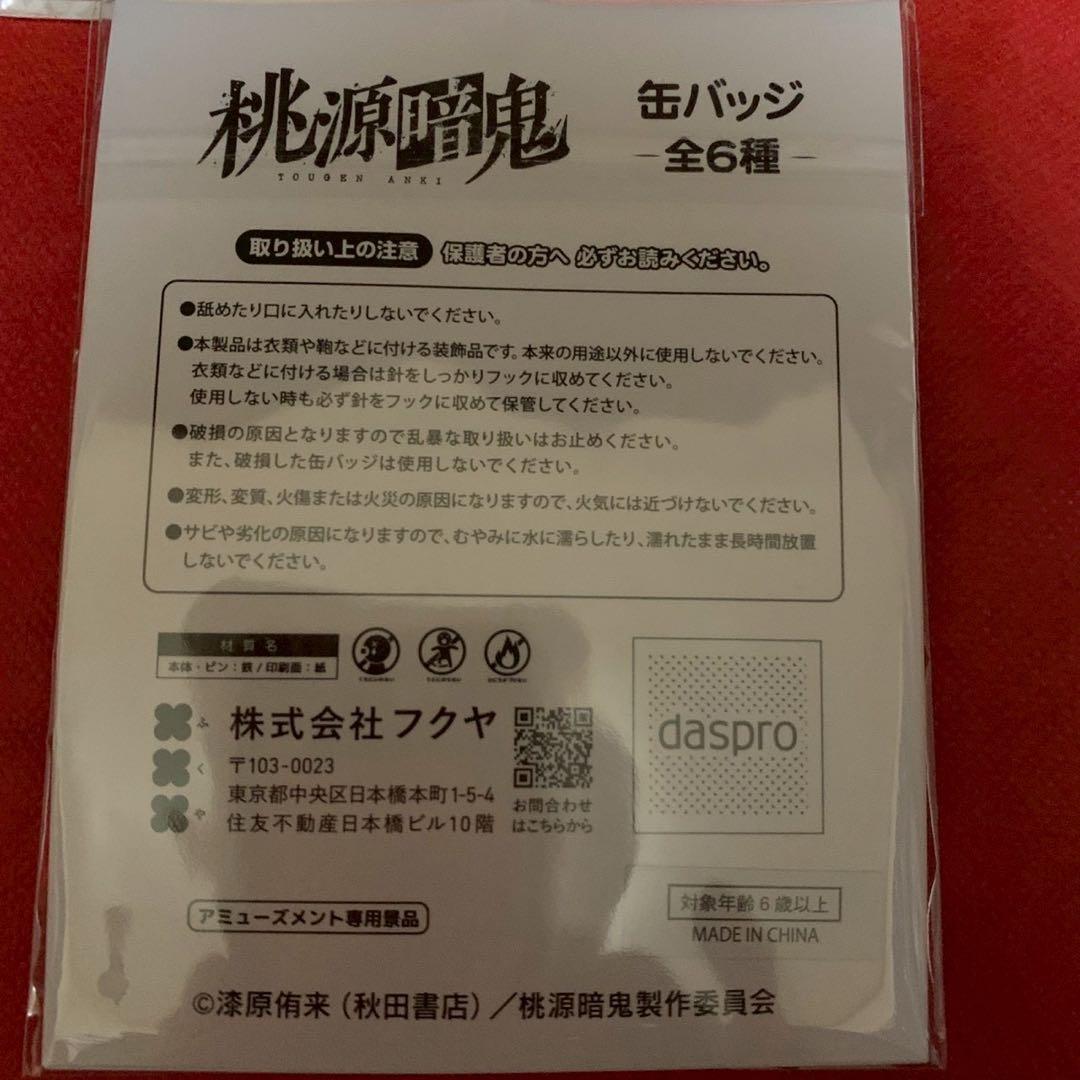 桃源暗鬼
TOUGEN ANKI
缶バッジ
全6種
取り扱い上の注意 保護者の方へ 必ずお読みください。
●舐めたり口に入れたりしないでください。
●本製品は衣類や鞄などに付ける装飾品です。本来の用途以外に使用しないでください。
衣類などに付ける場合は針をしっかりフックに収めてください。
使用しない時も必ず針をフックに収めて保管してください。
●破損の原因となりますので乱暴な取り扱いはお止めください。
また、破損した缶バッジは使用しないでください。
●変形、変質、火傷または火災の原因になりますので、火気には近づけないでください。
●サビや劣化の原因になりますので、むやみに水に濡らしたり、濡れたまま長時間放置
しないでください。
材質名
本体・ピン：鉄/印刷面：紙
ふくや
株式会社フクヤ
〒103-0023
東京都中央区日本橋本町1-5-4
住友不動産日本橋ビル10階
お問合わせ
はこちらから
daspro
アミューズメント専用景品
対象年齢6歳以上
MADE IN CHINA
©漆原侑来（秋田書店）／桃源暗鬼製作委員会